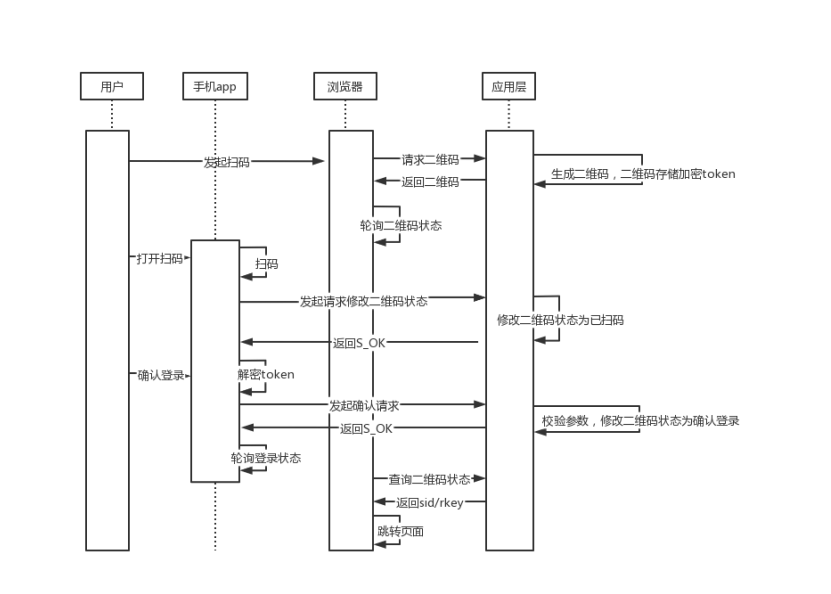 用户
手机app
浏览器
应用层
发起扫码
请求二维码
生成二维码，二维码存储加密token
返回二维码
轮询二维码状态
打开扫码
扫码
发起请求修改二维码状态
修改二维码状态为已扫码
返回S_OK
确认登录
解密token
发起确认请求
校验参数，修改二维码状态为确认登录
返回S_OK
轮询登录状态
查询二维码状态
返回sid/rkey
跳转页面